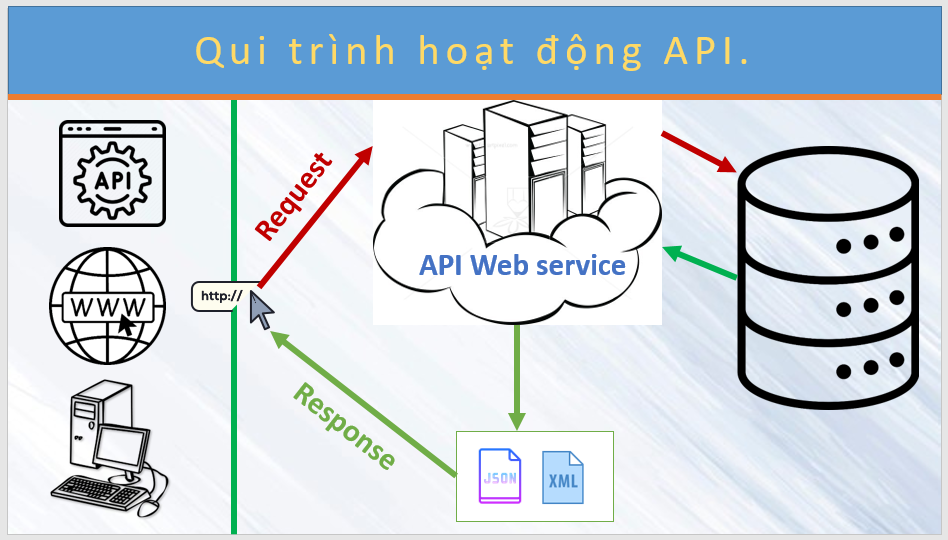 Qui trình hoạt động API.
API
Request
API Web service
http://
WWW
Response
JSON
XML